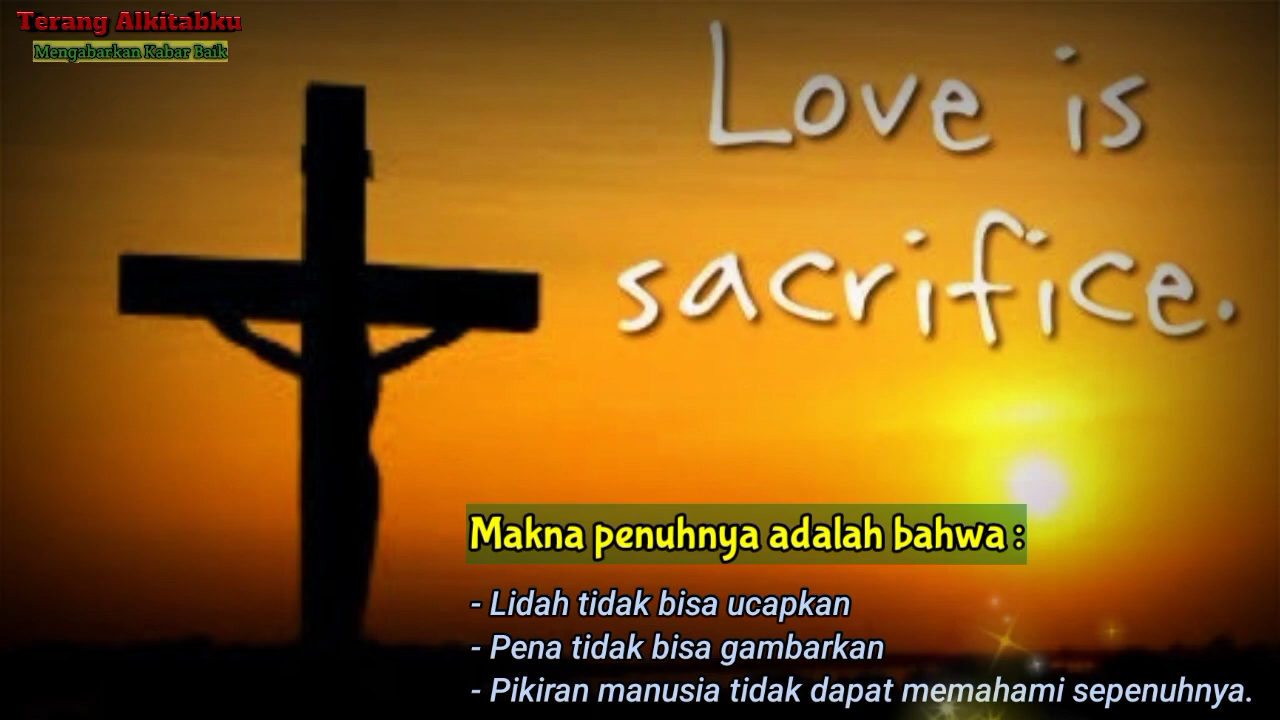 Terang Alkitabku
Mengabarkan Kabar Baik
Love is
sacrifice.
Makna penuhnya adalah bahwa :
- Lidah tidak bisa ucapkan
- Pena tidak bisa gambarkan
- Pikiran manusia tidak dapat memahami sepenuhnya.